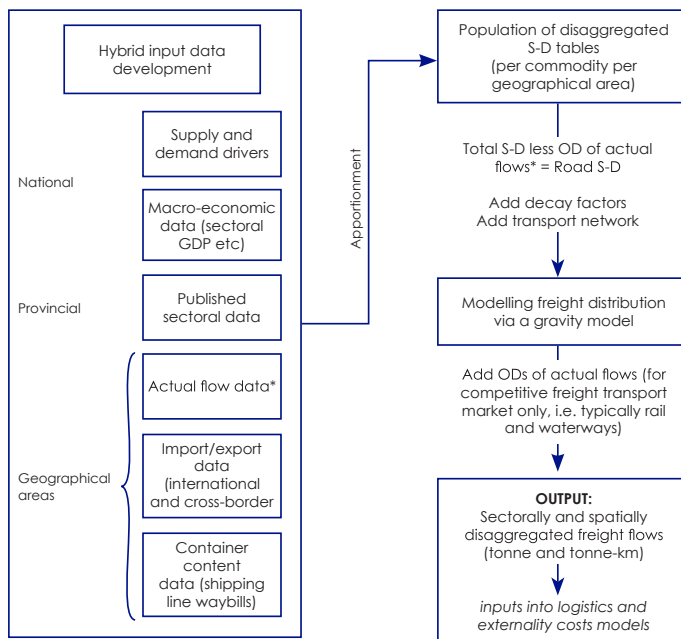 Hybrid input data
development
National
Supply and
demand drivers
Macro-economic
data (sectoral
GDP etc)
Provincial
Published
sectoral data
Geographical
areas
Actual flow data*
Import/export
data
(international
and cross-border
Container
content
data (shipping
line waybills)
Apportionment
Population of disaggregated
S-D tables
(per commodity per
geographical area)
Total S-D less OD of actual
flows* = Road S-D
Add decay factors
Add transport network
Modelling freight distribution
via a gravity model
Add ODs of actual flows (for
competitive freight transport
market only, i.e. typically rail
and waterways)
OUTPUT:
Sectorally and spatially
disaggregated freight flows
(tonne and tonne-km)
inputs into logistics and
externality costs models